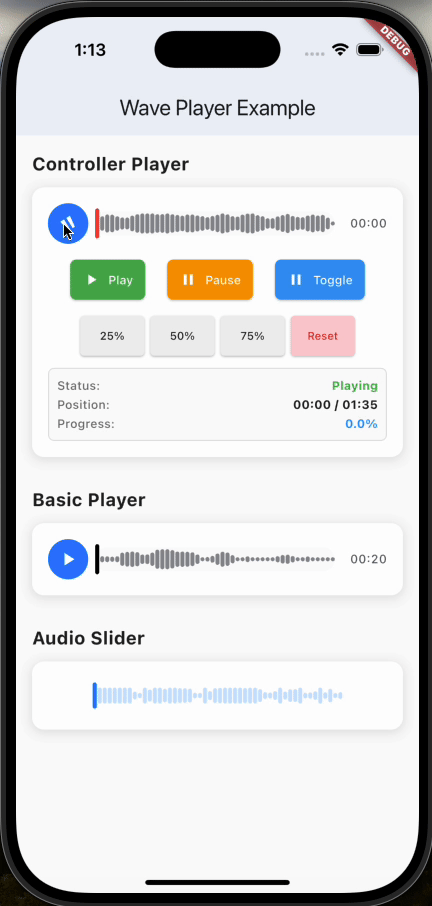 1:13
DEBUG
Wave Player Example
Controller Player
00:00
Play Pause Toggle
25% 50% 75% Reset
Status: Playing
Position: 00:00 / 01:35
Progress: 0.0%
Basic Player
00:20
Audio Slider